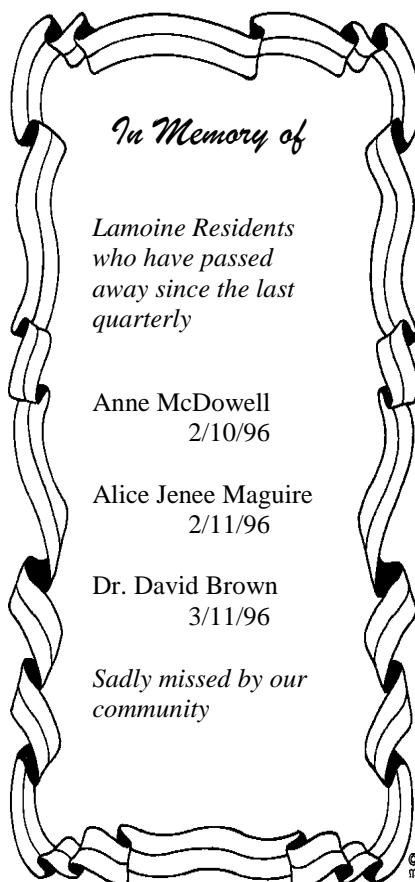 In Memory of
Lamoine Residents
who have passed
away since the last
quarterly
Anne McDowell
2/10/96
Alice Jenee Maguire
2/11/96
Dr. David Brown
3/11/96
Sadly missed by our
community
©